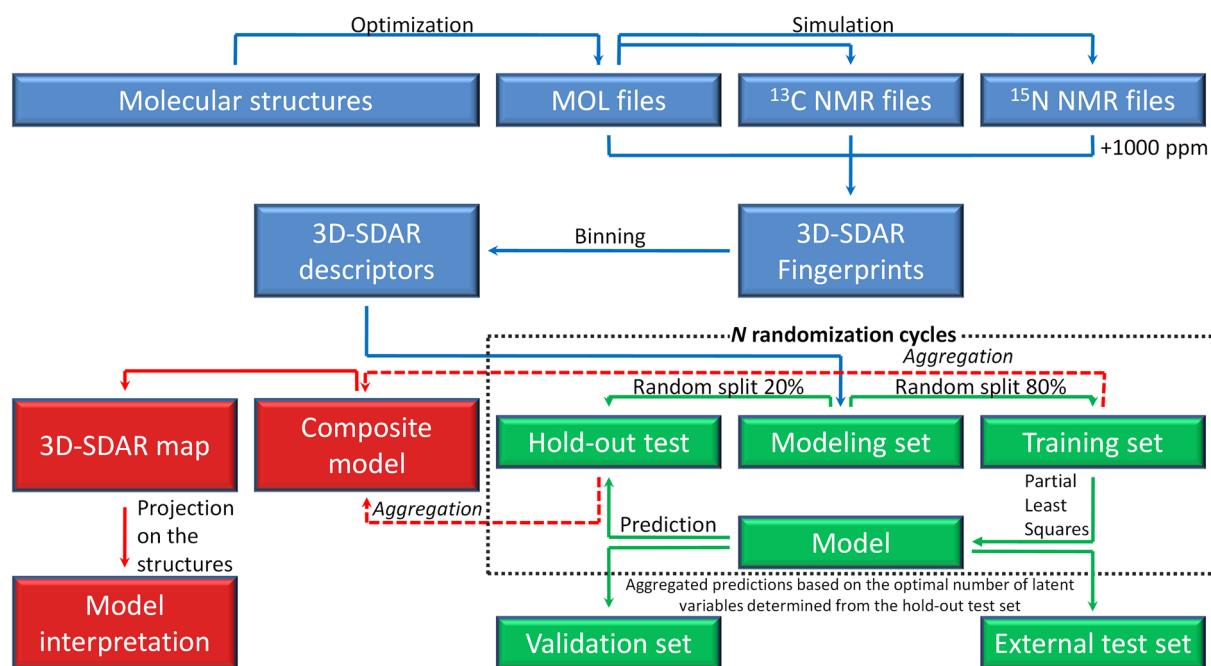 Optimization
Simulation
Molecular structures
MOL files
¹³C NMR files
¹⁵N NMR files
+1000 ppm
3D-SDAR
descriptors
Binning
3D-SDAR
Fingerprints
N randomization cycles
Aggregation
Random split 20%
Random split 80%
3D-SDAR map
Composite
model
Hold-out test
Modeling set
Training set
Projection
on the
structures
Aggregation
Prediction
Partial
Least
Squares
Model
Aggregated predictions based on the optimal number of latent
variables determined from the hold-out test set
Model
interpretation
Validation set
External test set